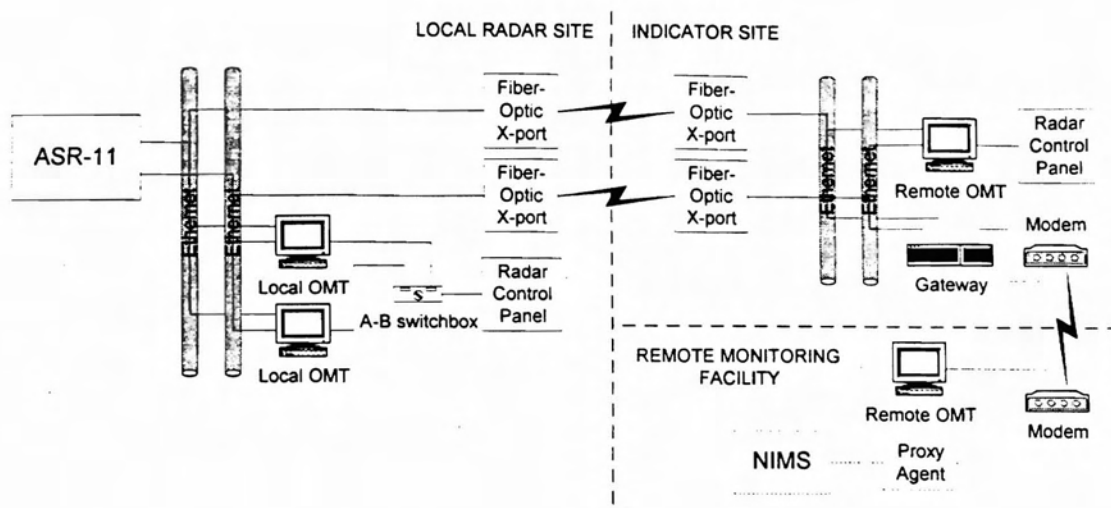 LOCAL RADAR SITE
INDICATOR SITE
ASR-11
Ethernet
Ethernet
Fiber-
Optic
X-port
Fiber-
Optic
X-port
Fiber-
Optic
X-port
Fiber-
Optic
X-port
Ethernet
Ethernet
Remote OMT
Radar
Control
Panel
Modem
Gateway
Local OMT
Local OMT
S
A-B switchbox
Radar
Control
Panel
REMOTE MONITORING
FACILITY
Remote OMT
Modem
NIMS
Proxy
Agent